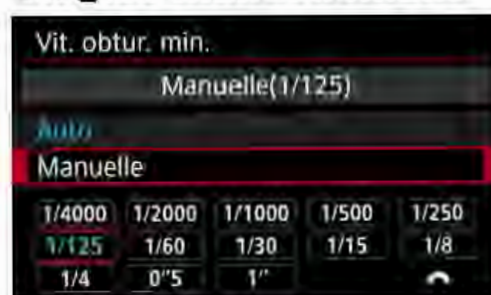 Vit. obtur. min.
Manuelle(1/125)
Auto
Manuelle
1/4000 1/2000 1/1000 1/500 1/250
1/125 1/60 1/30 1/15 1/8
1/4 0"5 1"